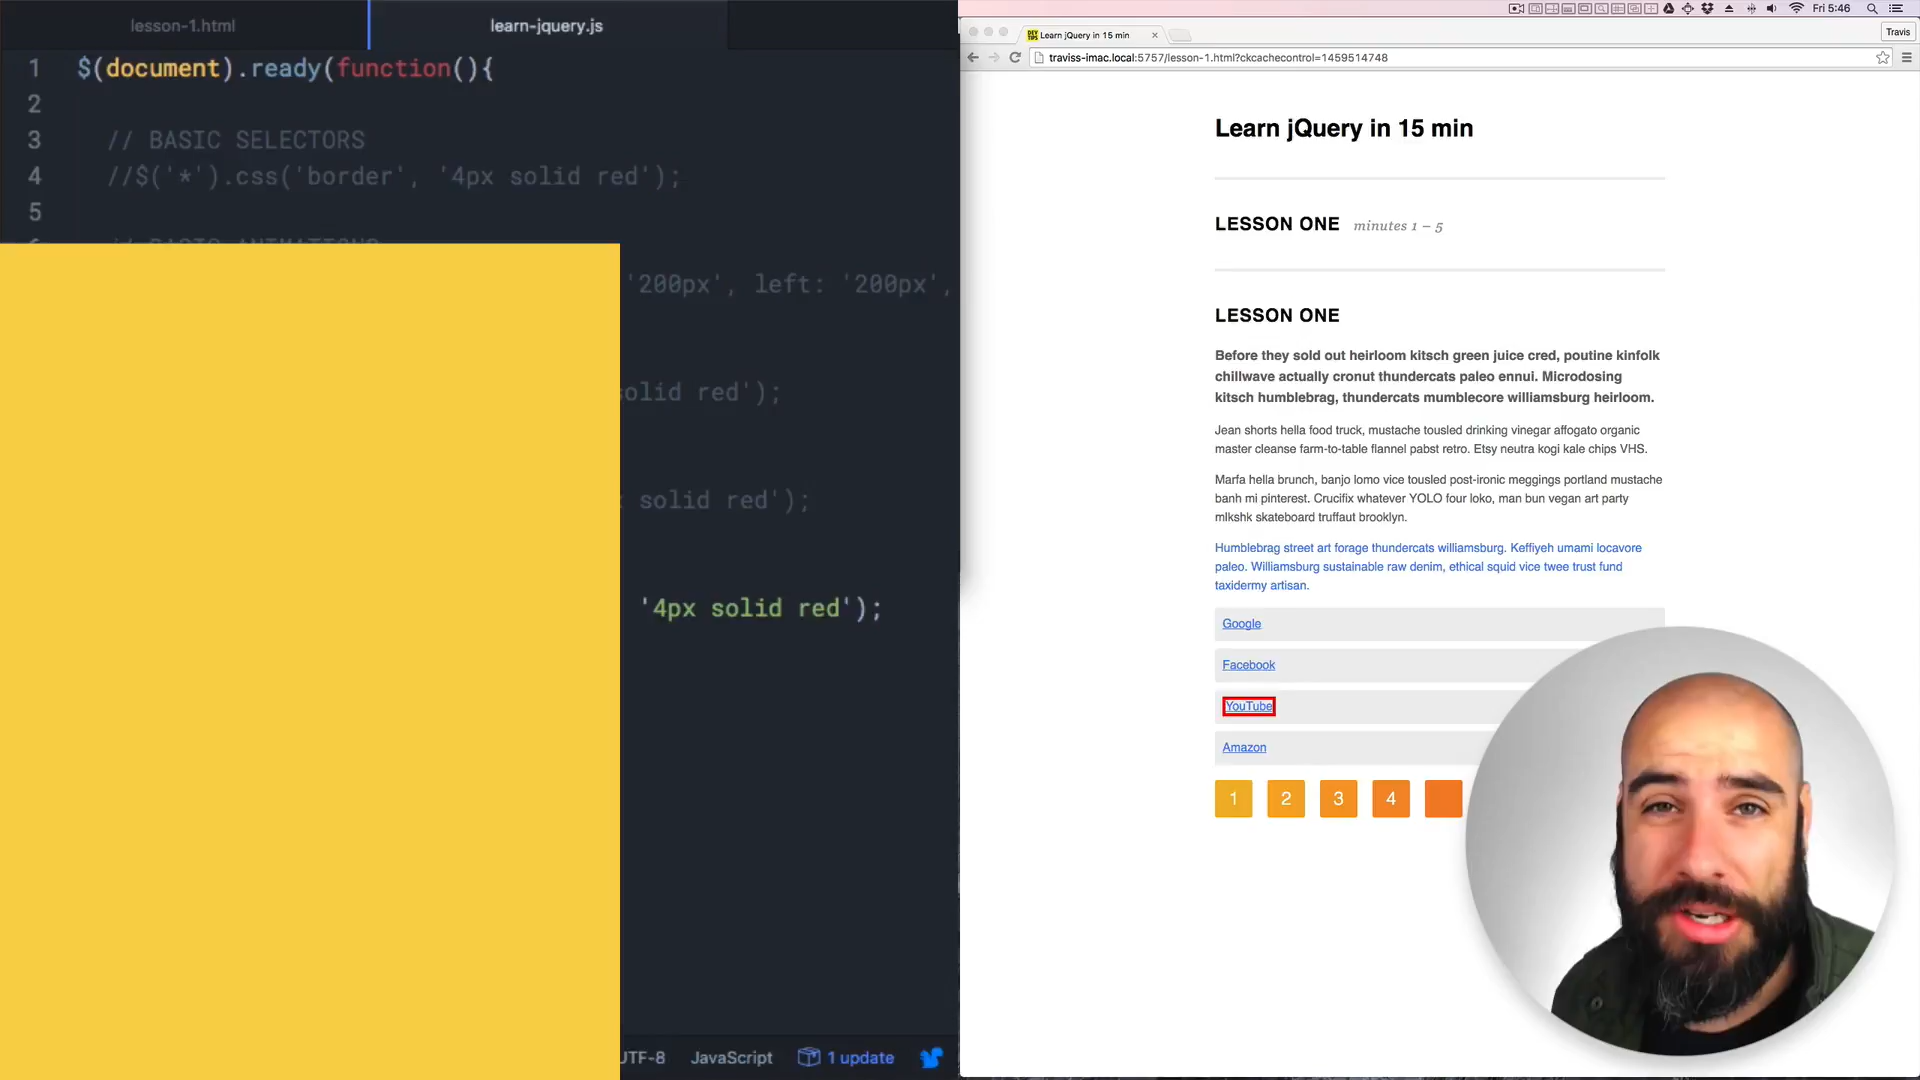 lesson-1.html
learn-jquery.js
1 $(document).ready(function(){
2
3 // BASIC SELECTORS
4 //$('*').css('border', '4px solid red');
5
// BASIC ANIMATIONS
'200px', left: '200px',
solid red');
solid red');
'4px solid red');
UTF-8 JavaScript 1 update
Fri 5:46
DEV TIPS
Learn jQuery in 15 min
Travis
traviss-imac.local:5757/lesson-1.html?ckcachecontrol=1459514748
Learn jQuery in 15 min
LESSON ONE minutes 1 – 5
LESSON ONE
Before they sold out heirloom kitsch green juice cred, poutine kinfolk
chillwave actually cronut thundercats paleo ennui. Microdosing
kitsch humblebrag, thundercats mumblecore williamsburg heirloom.
Jean shorts hella food truck, mustache tousled drinking vinegar affogato organic
master cleanse farm-to-table flannel pabst retro. Etsy neutra kogi kale chips VHS.
Marfa hella brunch, banjo lomo vice tousled post-ironic meggings portland mustache
banh mi pinterest. Crucifix whatever YOLO four loko, man bun vegan art party
mlkshk skateboard truffaut brooklyn.
Humblebrag street art forage thundercats williamsburg. Keffiyeh umami locavore
paleo. Williamsburg sustainable raw denim, ethical squid vice twee trust fund
taxidermy artisan.
Google
Facebook
YouTube
Amazon
1 2 3 4